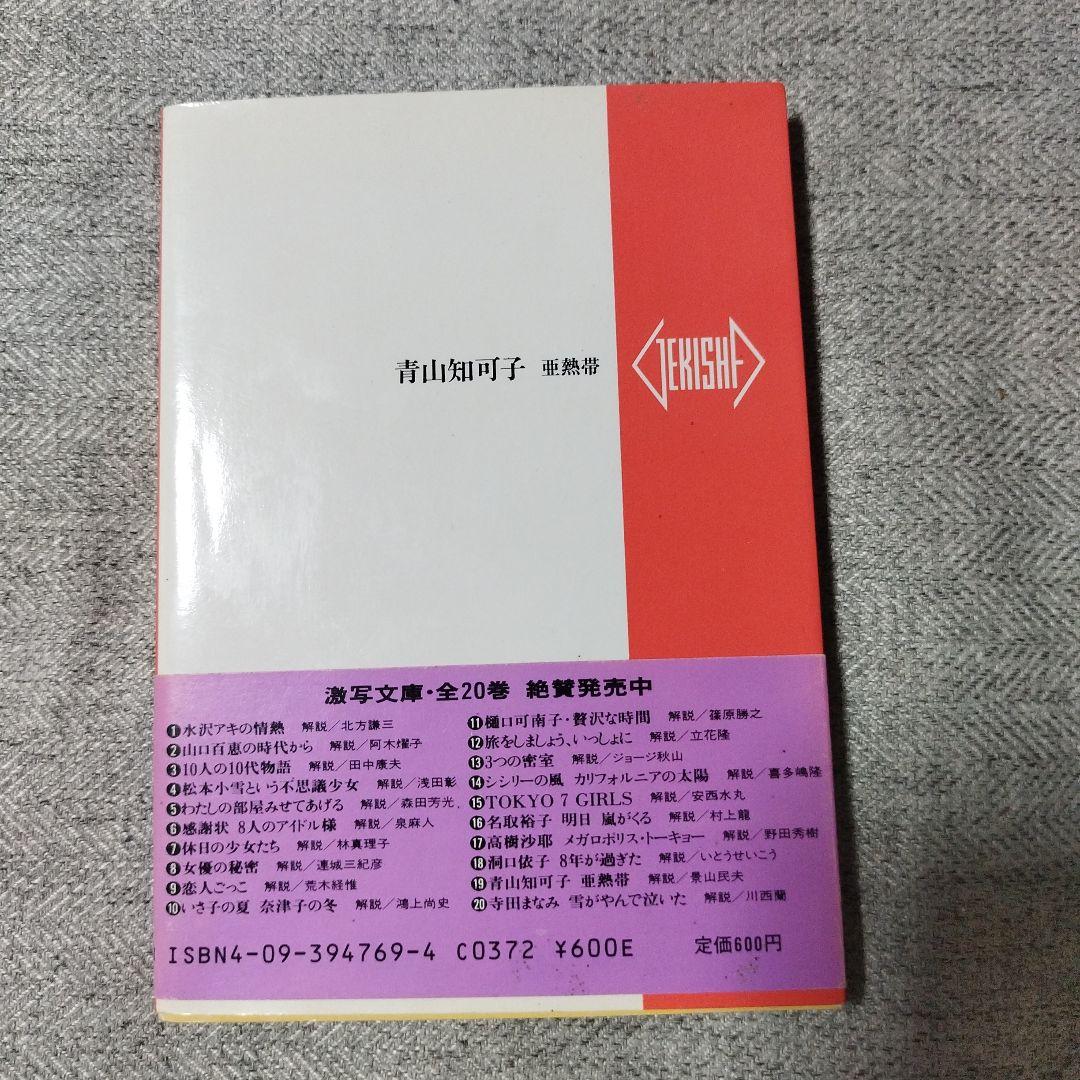 青山知可子 亜熱帯
GEKISHA
激写文庫・全20巻 絶賛発売中
❶水沢アキの情熱 解説／北方謙三
❷山口百恵の時代から 解説／阿木燿子
❸10人の10代物語 解説／田中康夫
❹松本小雪という不思議少女 解説／浅田彰
❺わたしの部屋みせてあげる 解説／森田芳光
❻感謝状 8人のアイドル様 解説／泉麻人
❼休日の少女たち 解説／林真理子
❽女優の秘密 解説／連城三紀彦
❾恋人ごっこ 解説／荒木経惟
❿いさ子の夏 奈津子の冬 解説／鴻上尚史
⓫樋口可南子・贅沢な時間 解説／篠原勝之
⓬旅をしましょう、いっしょに 解説／立花隆
⓭3つの密室 解説／ジョージ秋山
⓮シシリーの風 カリフォルニアの太陽 解説／喜多嶋隆
⓯TOKYO 7 GIRLS 解説／安西水丸
⓰名取裕子 明日 嵐がくる 解説／村上龍
⓱高樹沙耶 メガロポリス・トーキョー 解説／野田秀樹
⓲洞口依子 8年が過ぎた 解説／いとうせいこう
⓳青山知可子 亜熱帯 解説／景山民夫
⓴寺田まなみ 雪がやんで泣いた 解説／川西蘭
ISBN4-09-394769-4 C0372 ¥600E 定価600円